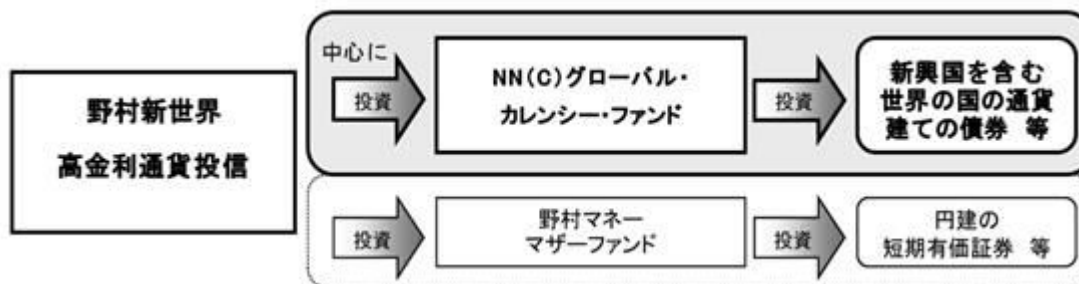 野村新世界
高金利通貨投信
中心に
投資
NN(C)グローバル・
カレンシー・ファンド
投資
新興国を含む
世界の国の通貨
建ての債券 等
投資
野村マネー
マザーファンド
投資
円建の
短期有価証券 等